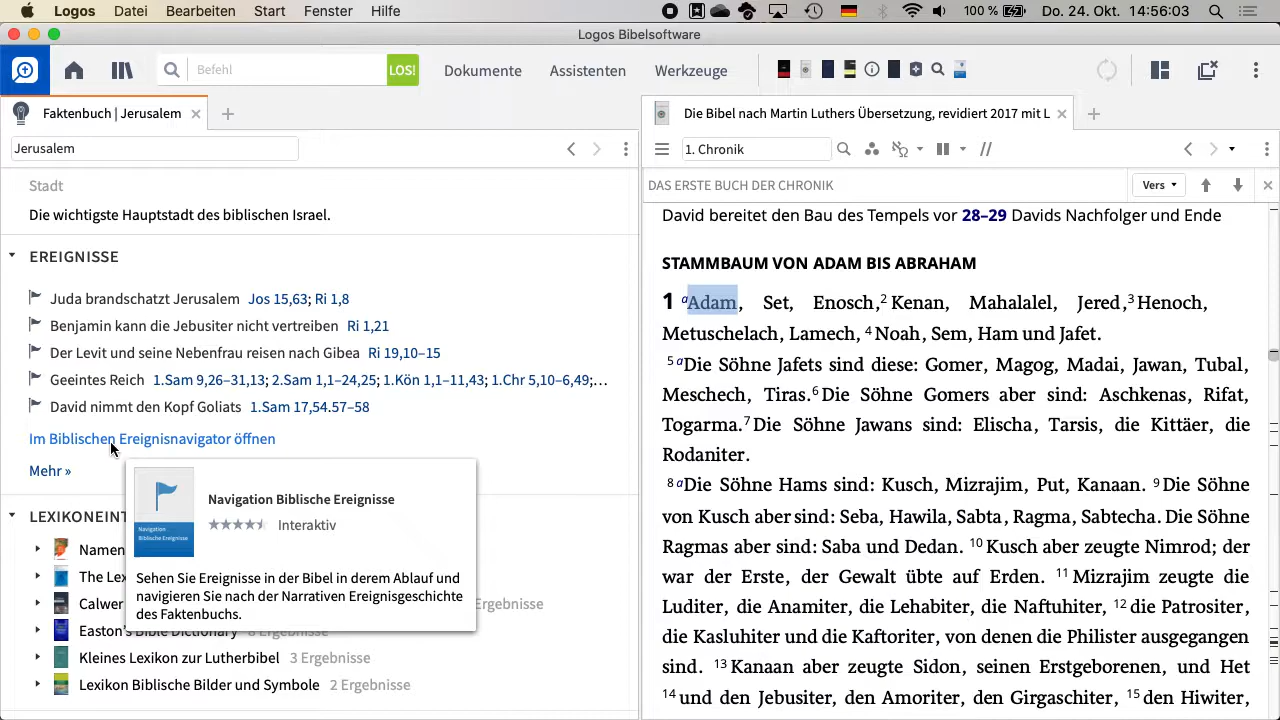 Logos Datei Bearbeiten Start Fenster Hilfe 100 % Do. 24. Okt. 14:56:03
Logos Bibelsoftware
Befehl LOS! Dokumente Assistenten Werkzeuge
Faktenbuch | Jerusalem
Jerusalem
Stadt
Die wichtigste Hauptstadt des biblischen Israel.
EREIGNISSE
Juda brandschatzt Jerusalem Jos 15,63; Ri 1,8
Benjamin kann die Jebusiter nicht vertreiben Ri 1,21
Der Levit und seine Nebenfrau reisen nach Gibea Ri 19,10–15
Geeintes Reich 1.Sam 9,26–31,13; 2.Sam 1,1–24,25; 1.Kön 1,1–11,43; 1.Chr 5,10–6,49;…
David nimmt den Kopf Goliats 1.Sam 17,54.57–58
Im Biblischen Ereignisnavigator öffnen
Mehr »
Navigation Biblische Ereignisse
Interaktiv
Navigation
Biblische Ereignisse
Sehen Sie Ereignisse in der Bibel in derem Ablauf und
navigieren Sie nach der Narrativen Ereignisgeschichte
des Faktenbuchs.
LEXIKONEINT
Namen
The Lex
Calwer Ergebnisse
Easton's Bible Dictionary
Kleines Lexikon zur Lutherbibel 3 Ergebnisse
Lexikon Biblische Bilder und Symbole 2 Ergebnisse
Die Bibel nach Martin Luthers Übersetzung, revidiert 2017 mit L
1. Chronik
DAS ERSTE BUCH DER CHRONIK Vers
David bereitet den Bau des Tempels vor 28–29 Davids Nachfolger und Ende
STAMMBAUM VON ADAM BIS ABRAHAM
1 a Adam, Set, Enosch, 2 Kenan, Mahalalel, Jered, 3 Henoch,
Metuschelach, Lamech, 4 Noah, Sem, Ham und Jafet.
5 a Die Söhne Jafets sind diese: Gomer, Magog, Madai, Jawan, Tubal,
Meschech, Tiras. 6 Die Söhne Gomers aber sind: Aschkenas, Rifat,
Togarma. 7 Die Söhne Jawans sind: Elischa, Tarsis, die Kittäer, die
Rodaniter.
8 a Die Söhne Hams sind: Kusch, Mizrajim, Put, Kanaan. 9 Die Söhne
von Kusch aber sind: Seba, Hawila, Sabta, Ragma, Sabtecha. Die Söhne
Ragmas aber sind: Saba und Dedan. 10 Kusch aber zeugte Nimrod; der
war der Erste, der Gewalt übte auf Erden. 11 Mizrajim zeugte die
Luditer, die Anamiter, die Lehabiter, die Naftuhiter, 12 die Patrositer,
die Kasluhiter und die Kaftoriter, von denen die Philister ausgegangen
sind. 13 Kanaan aber zeugte Sidon, seinen Erstgeborenen, und Het
14 und den Jebusiter, den Amoriter, den Girgaschiter, 15 den Hiwiter,